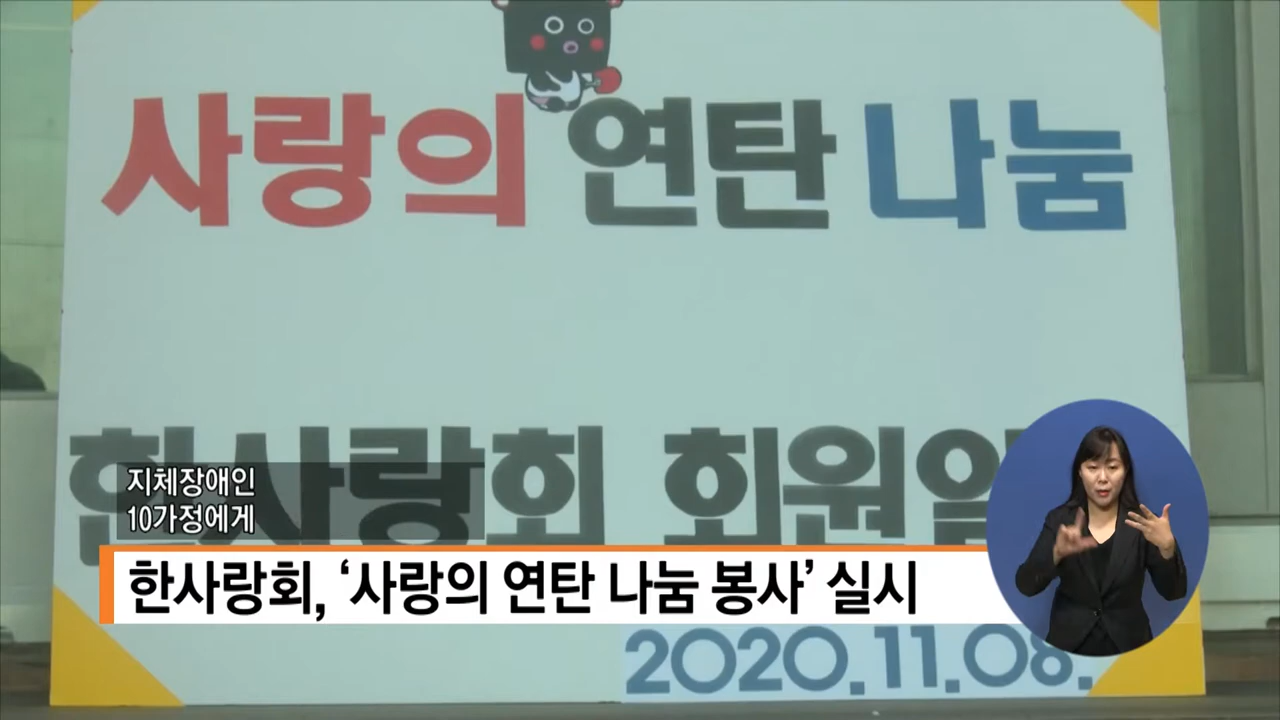 사랑의 연탄 나눔
한사랑회 회원일
지체장애인
10가정에게
한사랑회, ‘사랑의 연탄 나눔 봉사’ 실시
2020.11.08.